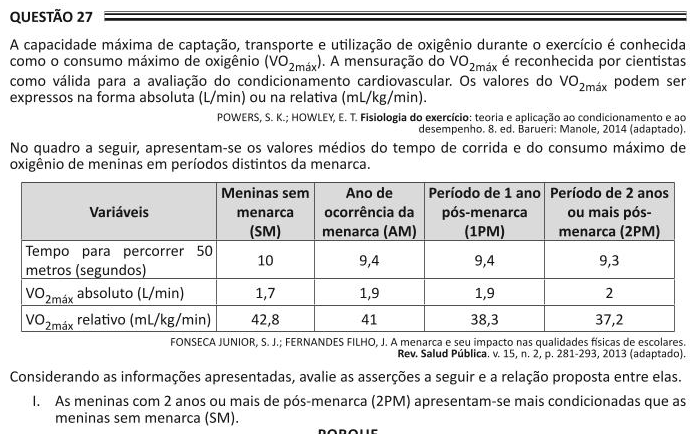 QUESTÃO 27
A capacidade máxima de captação, transporte e utilização de oxigênio durante o exercício é conhecida
como o consumo máximo de oxigênio (VO2máx). A mensuração do VO2máx é reconhecida por cientistas
como válida para a avaliação do condicionamento cardiovascular. Os valores do VO2máx podem ser
expressos na forma absoluta (L/min) ou na relativa (mL/kg/min).
POWERS, S. K.; HOWLEY, E. T. Fisiologia do exercício: teoria e aplicação ao condicionamento e ao
desempenho. 8. ed. Barueri: Manole, 2014 (adaptado).
No quadro a seguir, apresentam-se os valores médios do tempo de corrida e do consumo máximo de
oxigênio de meninas em períodos distintos da menarca.
Variáveis
Meninas sem
menarca
(SM)
Ano de
ocorrência da
menarca (AM)
Período de 1 ano
pós-menarca
(1PM)
Período de 2 anos
ou mais pós-
menarca (2PM)
Tempo para percorrer 50
metros (segundos)
10
9,4
9,4
9,3
VO2máx absoluto (L/min)
1,7
1,9
1,9
2
VO2máx relativo (mL/kg/min)
42,8
41
38,3
37,2
FONSECA JUNIOR, S. J.; FERNANDES FILHO, J. A menarca e seu impacto nas qualidades físicas de escolares.
Rev. Salud Pública. v. 15, n. 2, p. 281-293, 2013 (adaptado).
Considerando as informações apresentadas, avalie as asserções a seguir e a relação proposta entre elas.
I. As meninas com 2 anos ou mais de pós-menarca (2PM) apresentam-se mais condicionadas que as
meninas sem menarca (SM).
PORQUE